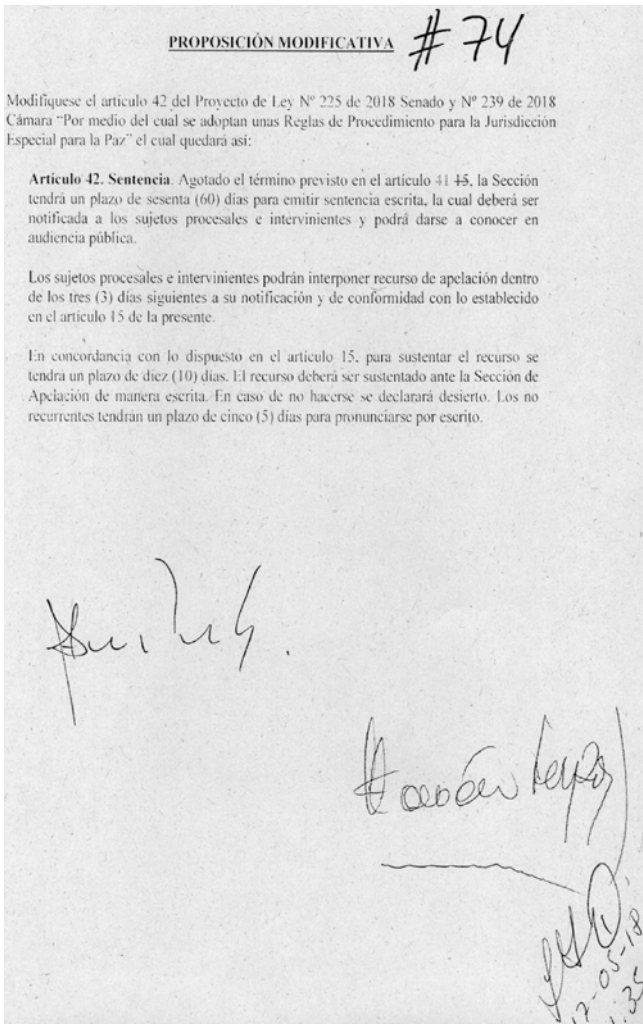 PROPOSICIÓN MODIFICATIVA #74
Modifíquese el artículo 42 del Proyecto de Ley Nº 225 de 2018 Senado y Nº 239 de 2018
Cámara "Por medio del cual se adoptan unas Reglas de Procedimiento para la Jurisdicción
Especial para la Paz" el cual quedará así:
Artículo 42. Sentencia. Agotado el término previsto en el artículo 41 15, la Sección
tendrá un plazo de sesenta (60) días para emitir sentencia escrita, la cual deberá ser
notificada a los sujetos procesales e intervinientes y podrá darse a conocer en
audiencia pública.
Los sujetos procesales e intervinientes podrán interponer recurso de apelación dentro
de los tres (3) días siguientes a su notificación y de conformidad con lo establecido
en el artículo 15 de la presente.
En concordancia con lo dispuesto en el artículo 15, para sustentar el recurso se
tendrá un plazo de diez (10) días. El recurso deberá ser sustentado ante la Sección de
Apelación de manera escrita. En caso de no hacerse se declarará desierto. Los no
recurrentes tendrán un plazo de cinco (5) días para pronunciarse por escrito.